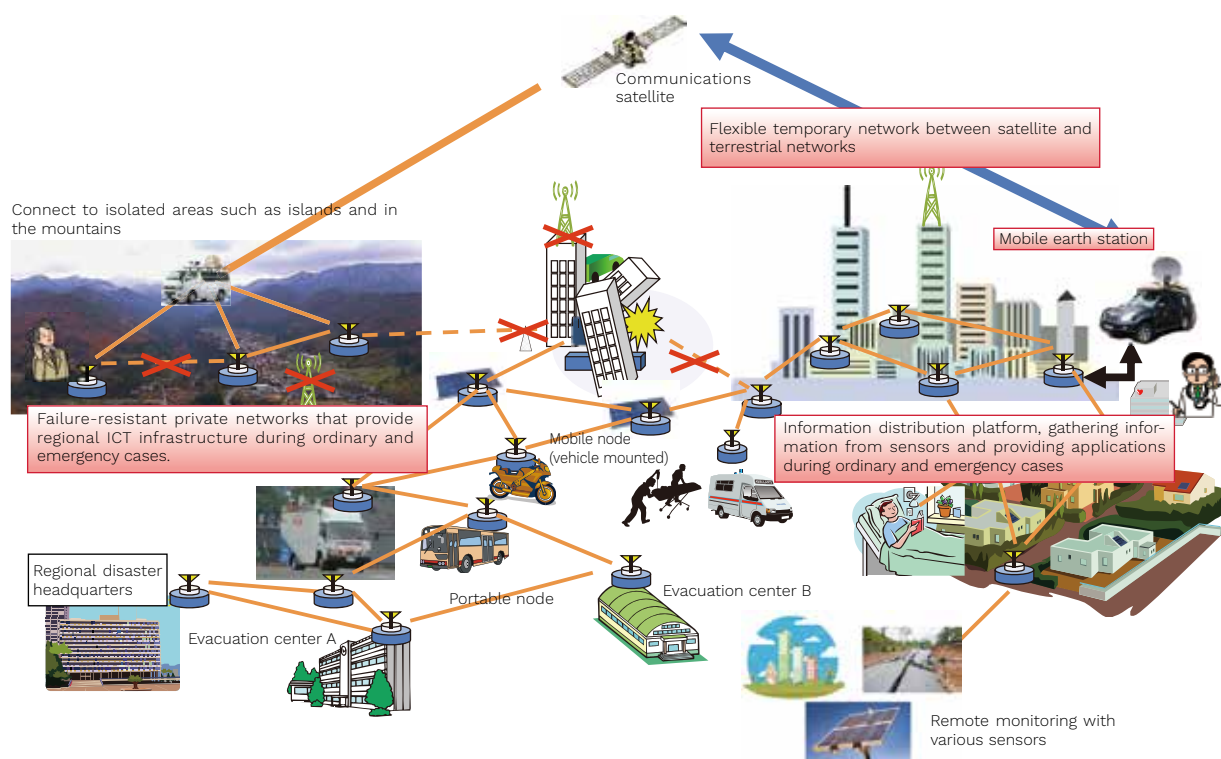 Communications
satellite
Flexible temporary network between satellite and
terrestrial networks
Connect to isolated areas such as islands and in
the mountains
Mobile earth station
Failure-resistant private networks that provide
regional ICT infrastructure during ordinary and
emergency cases.
Mobile node
(vehicle mounted)
Information distribution platform, gathering infor-
mation from sensors and providing applications
during ordinary and emergency cases
Regional disaster
headquarters
Portable node
Evacuation center B
Evacuation center A
Remote monitoring with
various sensors